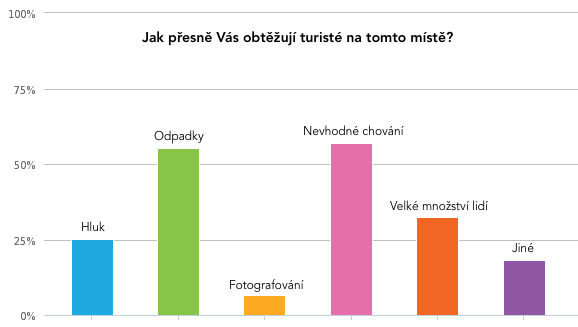 Jak přesně Vás obtěžují turisté na tomto místě?
100%
75%
50%
25%
0%
Hluk
Odpadky
Fotografování
Nevhodné chování
Velké množství lidí
Jiné